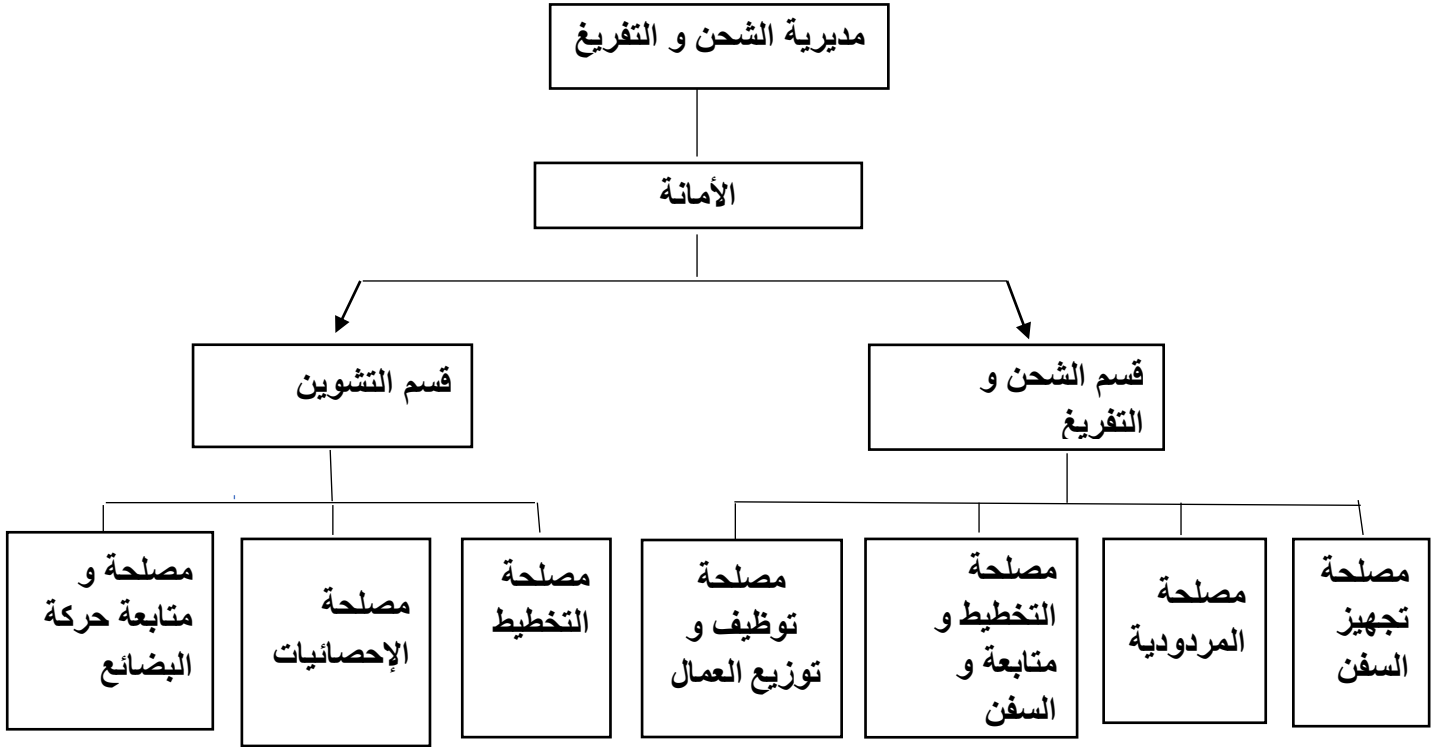 مديرية الشحن و التفريغ
الأمانة
قسم الشحن و
التفريغ
قسم التشوين
مصلحة
تجهيز
السفن
مصلحة
المردودية
مصلحة
التخطيط و
متابعة و
السفن
مصلحة
توظيف و
توزيع العمال
مصلحة
التخطيط
مصلحة
الإحصائيات
مصلحة و
متابعة حركة
البضائع